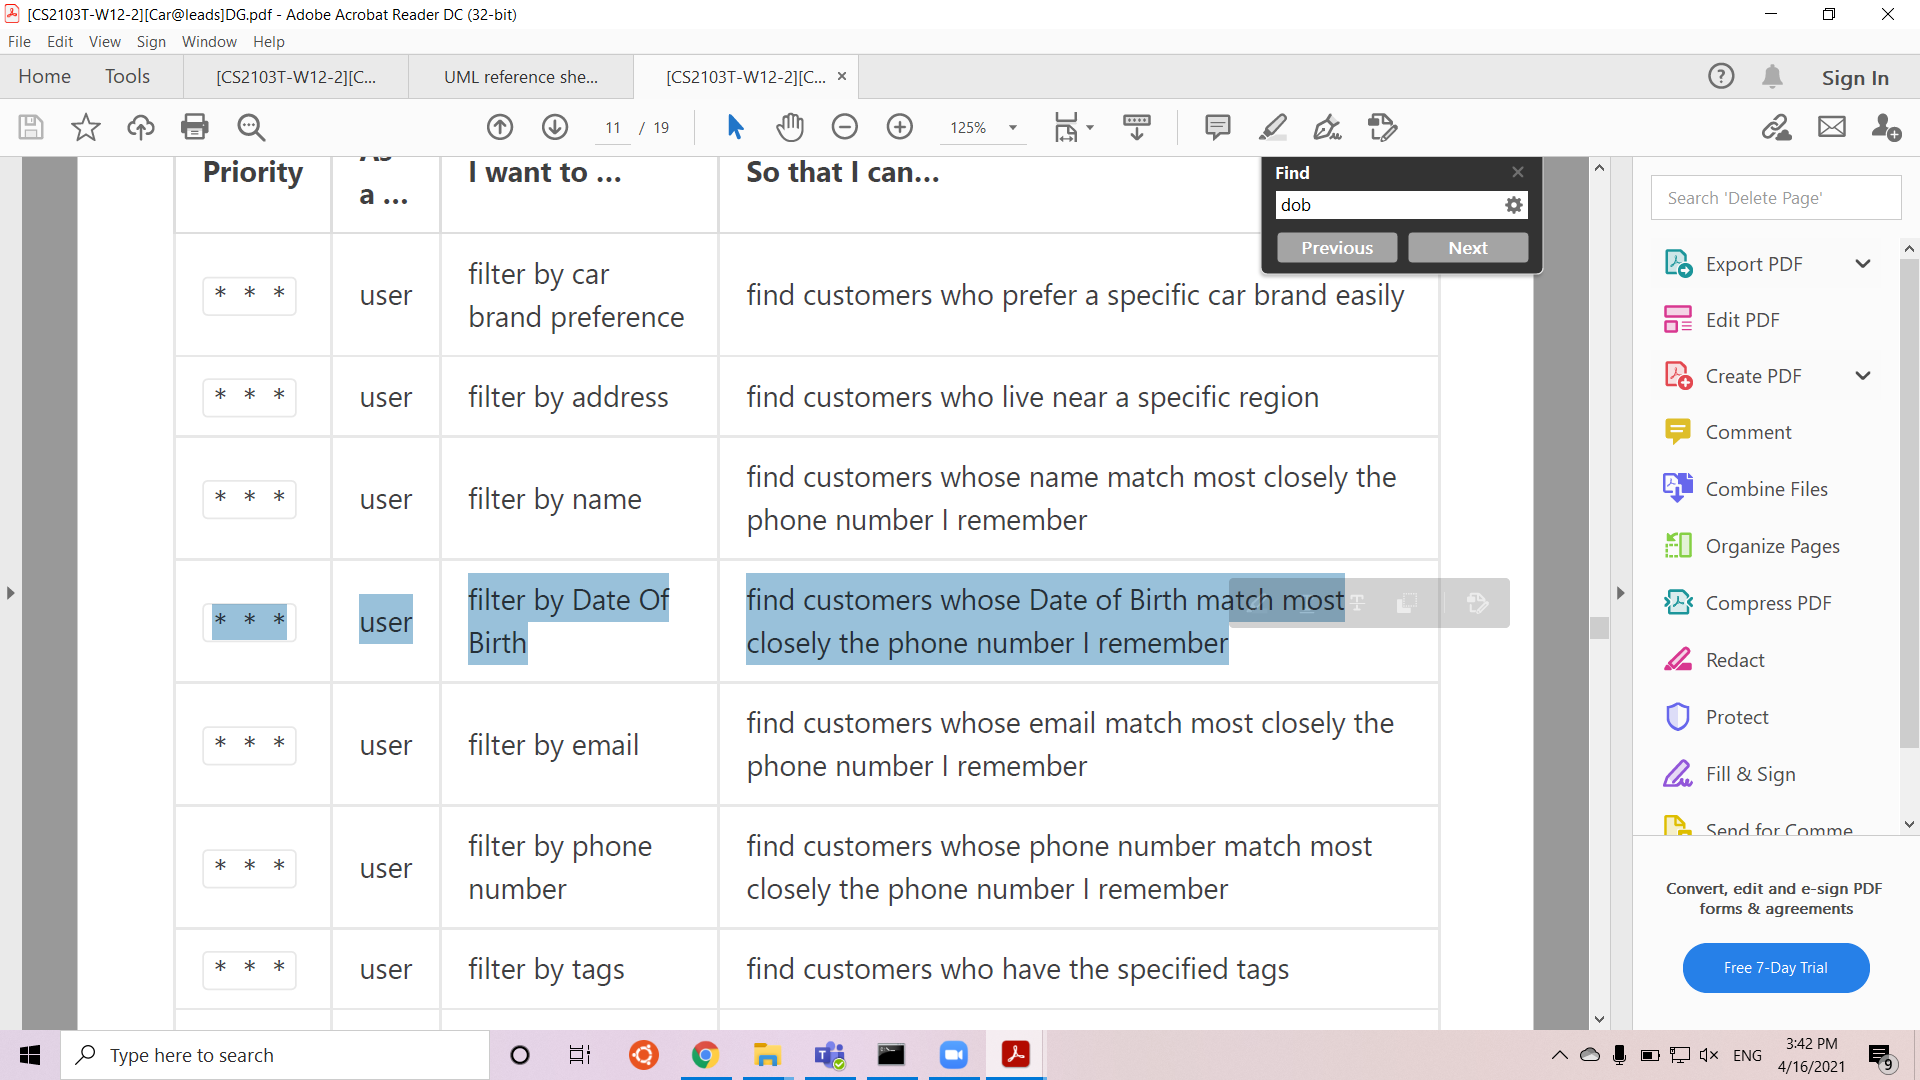 [CS2103T-W12-2][Car@leads]DG.pdf - Adobe Acrobat Reader DC (32-bit)
File Edit View Sign Window Help
Home Tools [CS2103T-W12-2][C... UML reference she... [CS2103T-W12-2][C... Sign In
11 / 19 125%
Priority As a ... I want to ... So that I can...
Find
dob
Previous Next
* * * user filter by car brand preference find customers who prefer a specific car brand easily
* * * user filter by address find customers who live near a specific region
* * * user filter by name find customers whose name match most closely the
phone number I remember
* * * user filter by Date Of Birth find customers whose Date of Birth match most
closely the phone number I remember
* * * user filter by email find customers whose email match most closely the
phone number I remember
* * * user filter by phone number find customers whose phone number match most
closely the phone number I remember
* * * user filter by tags find customers who have the specified tags
Search 'Delete Page'
Export PDF
Edit PDF
Create PDF
Comment
Combine Files
Organize Pages
Compress PDF
Redact
Protect
Fill & Sign
Send for Comme
Convert, edit and e-sign PDF
forms & agreements
Free 7-Day Trial
Type here to search
ENG
3:42 PM
4/16/2021
9